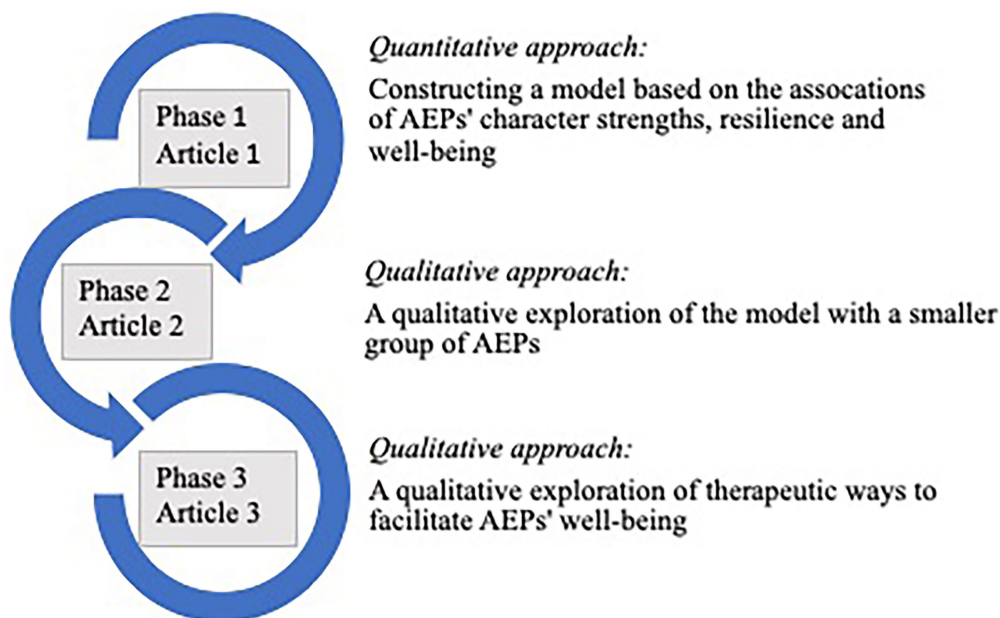 Phase 1
Article 1
Quantitative approach:
Constructing a model based on the assocations
of AEPs' character strengths, resilience and
well-being
Phase 2
Article 2
Qualitative approach:
A qualitative exploration of the model with a smaller
group of AEPs
Phase 3
Article 3
Qualitative approach:
A qualitative exploration of therapeutic ways to
facilitate AEPs' well-being